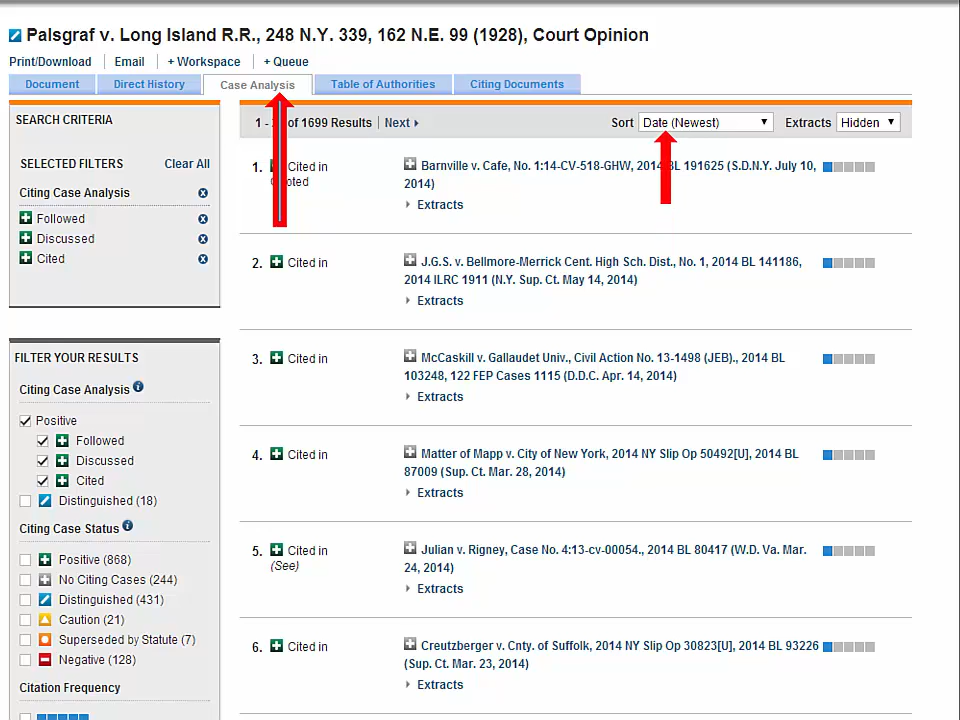 Palsgraf v. Long Island R.R., 248 N.Y. 339, 162 N.E. 99 (1928), Court Opinion
Print/Download Email + Workspace + Queue
Document Direct History Case Analysis Table of Authorities Citing Documents
SEARCH CRITERIA
SELECTED FILTERS Clear All
Citing Case Analysis
Followed
Discussed
Cited
FILTER YOUR RESULTS
Citing Case Analysis
Positive
Followed
Discussed
Cited
Distinguished (18)
Citing Case Status
Positive (868)
No Citing Cases (244)
Distinguished (431)
Caution (21)
Superseded by Statute (7)
Negative (128)
Citation Frequency
1 - of 1699 Results Next
Sort Date (Newest) Extracts Hidden
1. Cited in
Barnville v. Cafe, No. 1:14-CV-518-GHW, 2014 BL 191625 (S.D.N.Y. July 10,
2014)
Extracts
2. Cited in
J.G.S. v. Bellmore-Merrick Cent. High Sch. Dist., No. 1, 2014 BL 141186,
2014 ILRC 1911 (N.Y. Sup. Ct. May 14, 2014)
Extracts
3. Cited in
McCaskill v. Gallaudet Univ., Civil Action No. 13-1498 (JEB)., 2014 BL
103248, 122 FEP Cases 1115 (D.D.C. Apr. 14, 2014)
Extracts
4. Cited in
Matter of Mapp v. City of New York, 2014 NY Slip Op 50492[U], 2014 BL
87009 (Sup. Ct. Mar. 28, 2014)
Extracts
5. Cited in
(See)
Julian v. Rigney, Case No. 4:13-cv-00054., 2014 BL 80417 (W.D. Va. Mar.
24, 2014)
Extracts
6. Cited in
Creutzberger v. Cnty. of Suffolk, 2014 NY Slip Op 30823[U], 2014 BL 93226
(Sup. Ct. Mar. 23, 2014)
Extracts